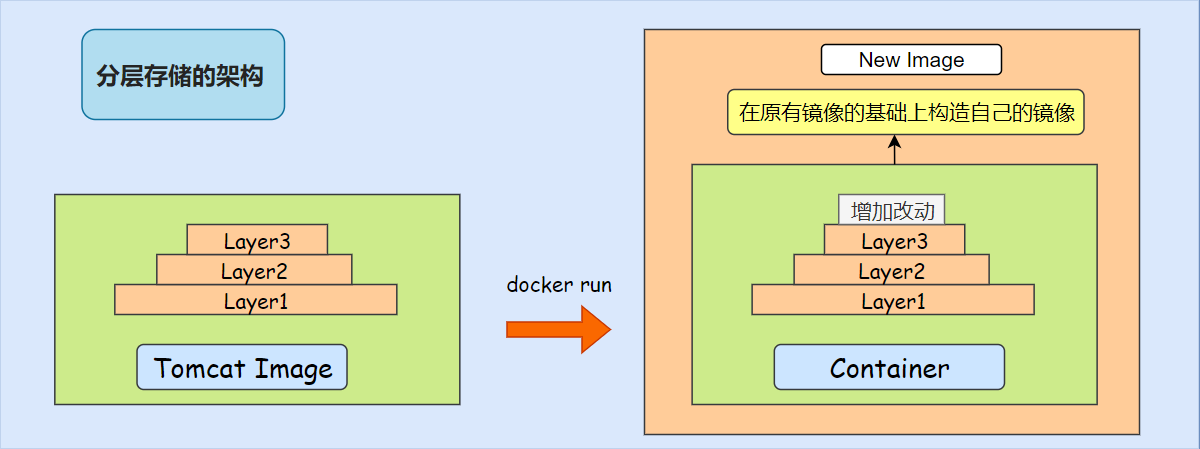 分层存储的架构
Layer3
Layer2
Layer1
Tomcat Image
docker run
New Image
在原有镜像的基础上构造自己的镜像
增加改动
Layer3
Layer2
Layer1
Container